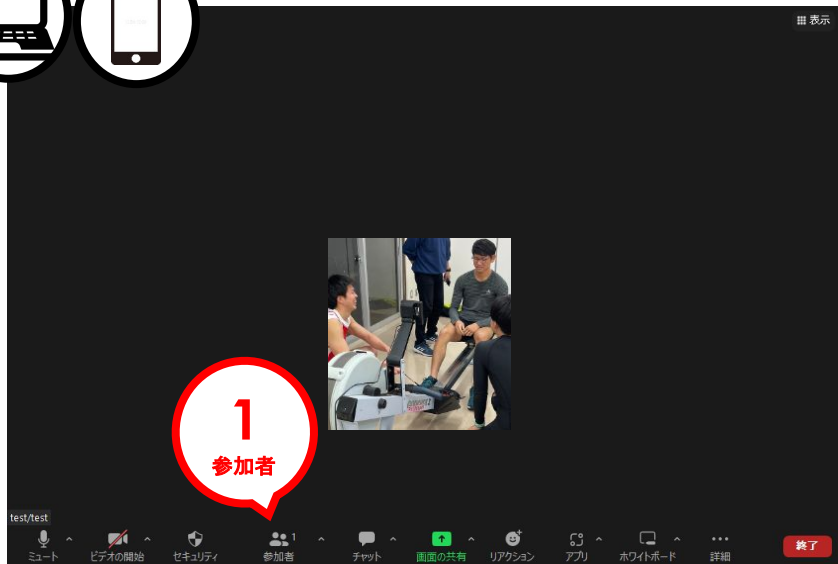 表示
1
参加者
test/test
ミュート
ビデオの開始
セキュリティ
1
参加者
チャット
画面の共有
リアクション
アプリ
ホワイトボード
詳細
終了